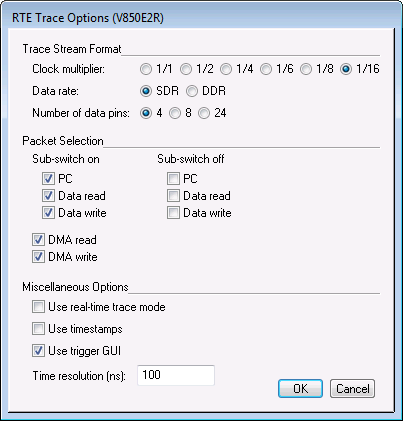 RTE Trace Options (V850E2R)
Trace Stream Format
Clock multiplier: 1/1 1/2 1/4 1/6 1/8 1/16
Data rate: SDR DDR
Number of data pins: 4 8 24
Packet Selection
Sub-switch on Sub-switch off
PC PC
Data read Data read
Data write Data write
DMA read
DMA write
Miscellaneous Options
Use real-time trace mode
Use timestamps
Use trigger GUI
Time resolution (ns): 100
OK Cancel